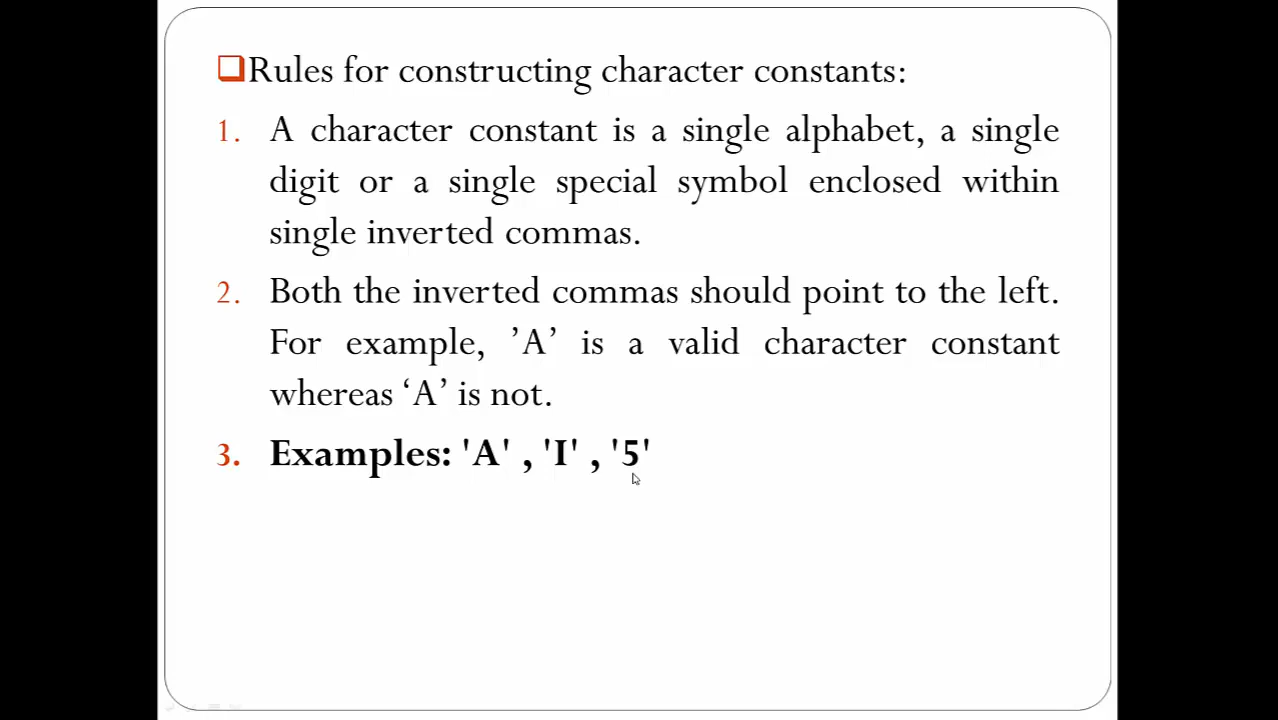 Rules for constructing character constants:
1. A character constant is a single alphabet, a single
digit or a single special symbol enclosed within
single inverted commas.
2. Both the inverted commas should point to the left.
For example, ’A’ is a valid character constant
whereas ‘A’ is not.
3. Examples: 'A' , 'I' , '5'